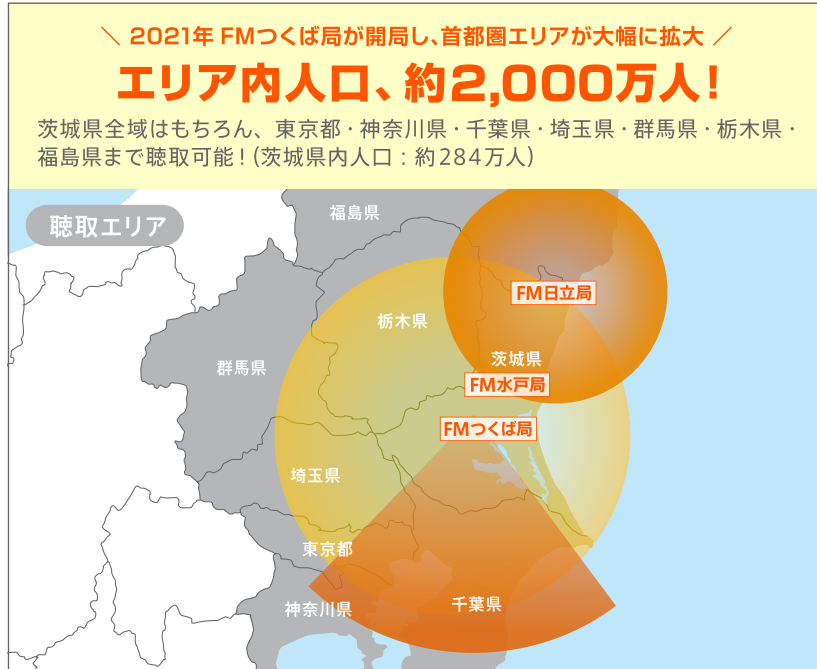 ＼ 2021年 FMつくば局が開局し、首都圏エリアが大幅に拡大 ／
エリア内人口、約2,000万人！
茨城県全域はもちろん、東京都・神奈川県・千葉県・埼玉県・群馬県・栃木県・
福島県まで聴取可能！(茨城県内人口：約284万人)
聴取エリア
福島県
FM日立局
栃木県
茨城県
群馬県
FM水戸局
FMつくば局
埼玉県
東京都
神奈川県
千葉県